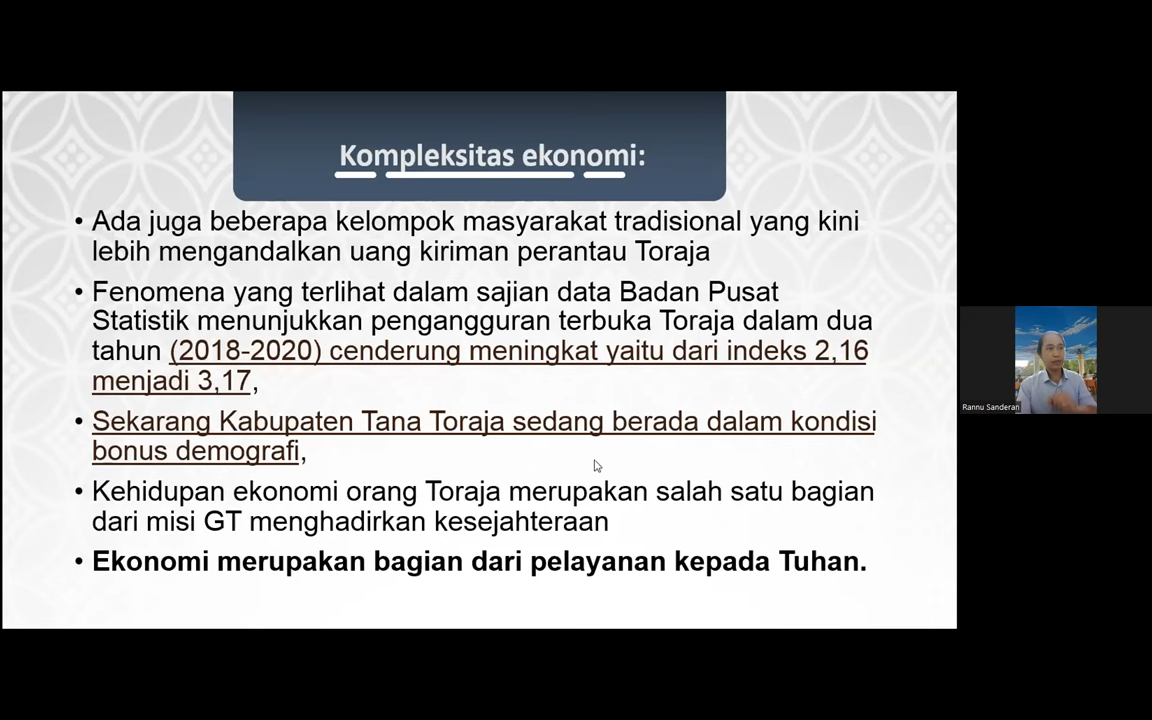 Kompleksitas ekonomi:
• Ada juga beberapa kelompok masyarakat tradisional yang kini
lebih mengandalkan uang kiriman perantau Toraja
• Fenomena yang terlihat dalam sajian data Badan Pusat
Statistik menunjukkan pengangguran terbuka Toraja dalam dua
tahun (2018-2020) cenderung meningkat yaitu dari indeks 2,16
menjadi 3,17,
• Sekarang Kabupaten Tana Toraja sedang berada dalam kondisi
bonus demografi,
• Kehidupan ekonomi orang Toraja merupakan salah satu bagian
dari misi GT menghadirkan kesejahteraan
• Ekonomi merupakan bagian dari pelayanan kepada Tuhan.
Rannu Sanderan